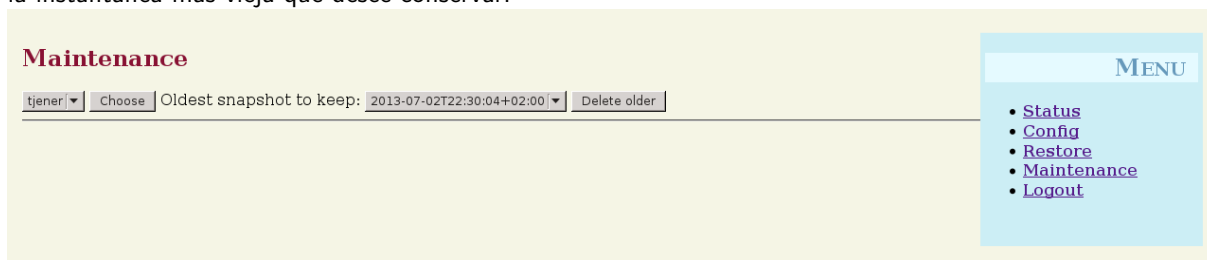 la instantánea más vieja que desee conservar.
Maintenance
tjener Choose Oldest snapshot to keep: 2013-07-02T22:30:04+02:00 Delete older
MENU
Status
Config
Restore
Maintenance
Logout